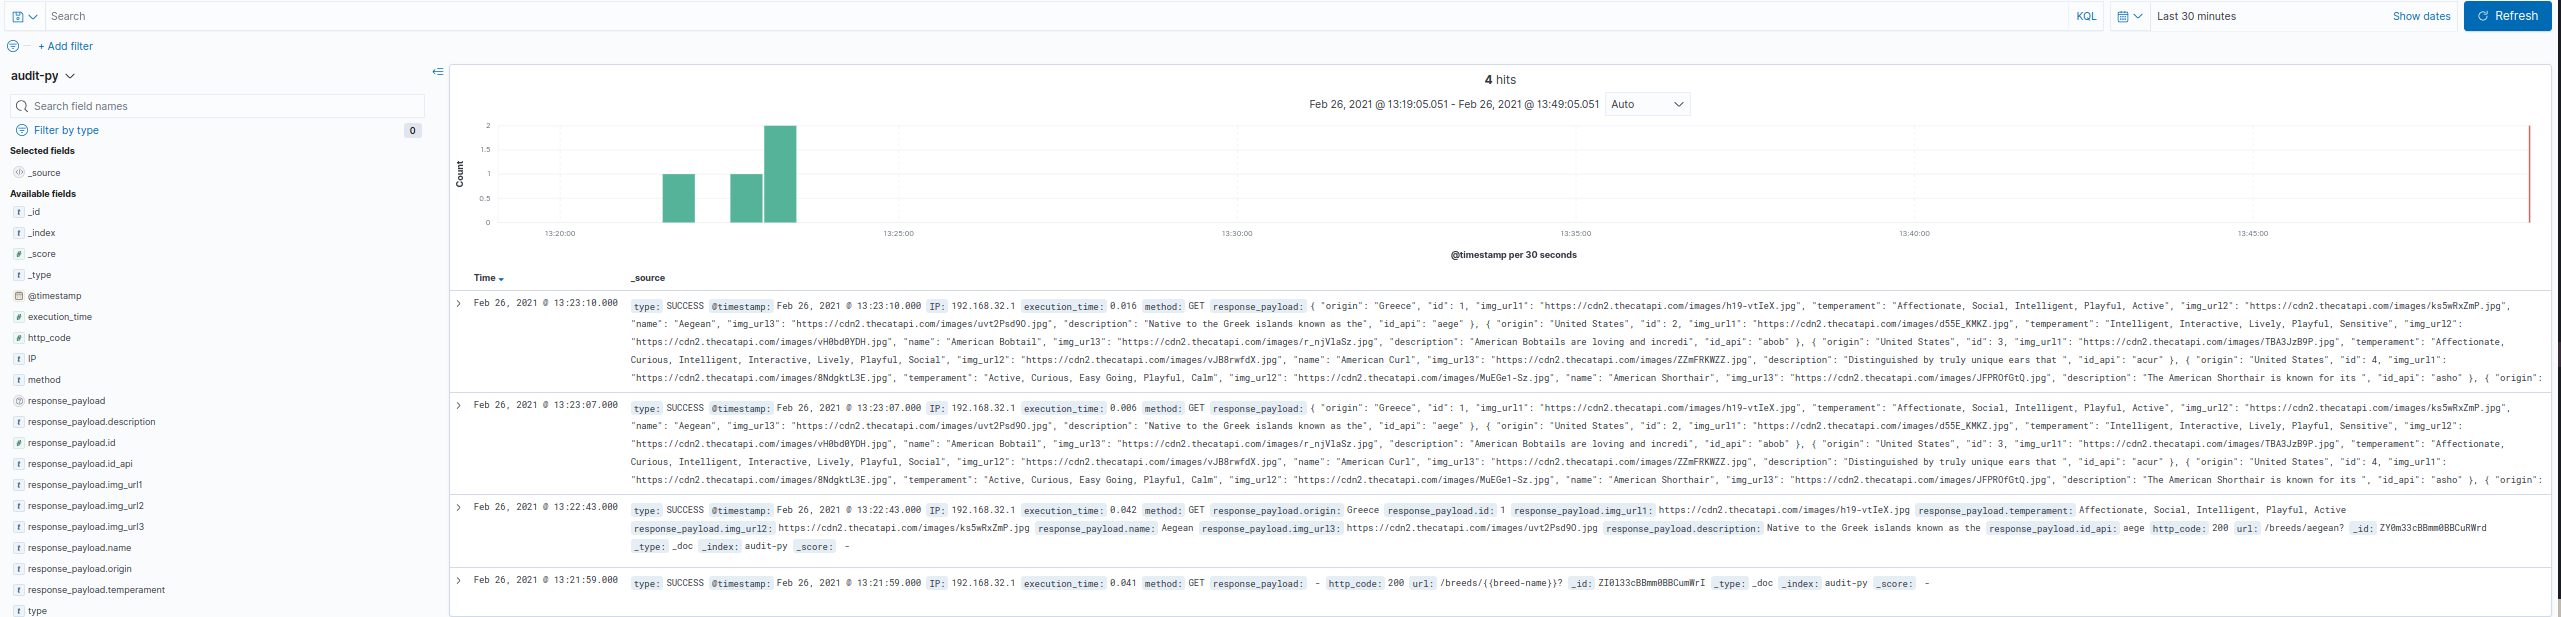 Search
KQL
Last 30 minutes
Show dates
Refresh
+ Add filter
audit-py
Search field names
Filter by type
0
Selected fields
_source
Available fields
_id
_index
_score
_type
@timestamp
execution_time
http_code
IP
method
response_payload
response_payload.description
response_payload.id
response_payload.id_api
response_payload.img_url1
response_payload.img_url2
response_payload.img_url3
response_payload.name
response_payload.origin
response_payload.temperament
type
4 hits
Feb 26, 2021 @ 13:19:05.051 - Feb 26, 2021 @ 13:49:05.051
Auto
Count
2
1.5
1
0.5
0
13:20:00
13:25:00
13:30:00
13:35:00
13:40:00
13:45:00
@timestamp per 30 seconds
Time
_source
Feb 26, 2021 @ 13:23:10.000
type: SUCCESS @timestamp: Feb 26, 2021 @ 13:23:10.000 IP: 192.168.32.1 execution_time: 0.016 method: GET response_payload: { "origin": "Greece", "id": 1, "img_url1": "https://cdn2.thecatapi.com/images/h19-vtIeX.jpg", "temperament": "Affectionate, Social, Intelligent, Playful, Active", "img_url2": "https://cdn2.thecatapi.com/images/ks5wRxZmP.jpg",
"name": "Aegean", "img_url3": "https://cdn2.thecatapi.com/images/uvt2Psd9O.jpg", "description": "Native to the Greek islands known as the", "id_api": "aege" }, { "origin": "United States", "id": 2, "img_url1": "https://cdn2.thecatapi.com/images/d55E_KMKZ.jpg", "temperament": "Intelligent, Interactive, Lively, Playful, Sensitive", "img_url2":
"https://cdn2.thecatapi.com/images/vH0bd0YDH.jpg", "name": "American Bobtail", "img_url3": "https://cdn2.thecatapi.com/images/r_njVlaSz.jpg", "description": "American Bobtails are loving and incredi", "id_api": "abob" }, { "origin": "United States", "id": 3, "img_url1": "https://cdn2.thecatapi.com/images/TBA3JzB9P.jpg", "temperament": "Affectionate,
Curious, Intelligent, Interactive, Lively, Playful, Social", "img_url2": "https://cdn2.thecatapi.com/images/vJB8rwfdX.jpg", "name": "American Curl", "img_url3": "https://cdn2.thecatapi.com/images/ZZmFRKWZZ.jpg", "description": "Distinguished by truly unique ears that ", "id_api": "acur" }, { "origin": "United States", "id": 4, "img_url1":
"https://cdn2.thecatapi.com/images/8NdgktL3E.jpg", "temperament": "Active, Curious, Easy Going, Playful, Calm", "img_url2": "https://cdn2.thecatapi.com/images/MuEGe1-Sz.jpg", "name": "American Shorthair", "img_url3": "https://cdn2.thecatapi.com/images/JFPROfGtQ.jpg", "description": "The American Shorthair is known for its ", "id_api": "asho" }, { "origin":
Feb 26, 2021 @ 13:23:07.000
type: SUCCESS @timestamp: Feb 26, 2021 @ 13:23:07.000 IP: 192.168.32.1 execution_time: 0.006 method: GET response_payload: { "origin": "Greece", "id": 1, "img_url1": "https://cdn2.thecatapi.com/images/h19-vtIeX.jpg", "temperament": "Affectionate, Social, Intelligent, Playful, Active", "img_url2": "https://cdn2.thecatapi.com/images/ks5wRxZmP.jpg",
"name": "Aegean", "img_url3": "https://cdn2.thecatapi.com/images/uvt2Psd9O.jpg", "description": "Native to the Greek islands known as the", "id_api": "aege" }, { "origin": "United States", "id": 2, "img_url1": "https://cdn2.thecatapi.com/images/d55E_KMKZ.jpg", "temperament": "Intelligent, Interactive, Lively, Playful, Sensitive", "img_url2":
"https://cdn2.thecatapi.com/images/vH0bd0YDH.jpg", "name": "American Bobtail", "img_url3": "https://cdn2.thecatapi.com/images/r_njVlaSz.jpg", "description": "American Bobtails are loving and incredi", "id_api": "abob" }, { "origin": "United States", "id": 3, "img_url1": "https://cdn2.thecatapi.com/images/TBA3JzB9P.jpg", "temperament": "Affectionate,
Curious, Intelligent, Interactive, Lively, Playful, Social", "img_url2": "https://cdn2.thecatapi.com/images/vJB8rwfdX.jpg", "name": "American Curl", "img_url3": "https://cdn2.thecatapi.com/images/ZZmFRKWZZ.jpg", "description": "Distinguished by truly unique ears that ", "id_api": "acur" }, { "origin": "United States", "id": 4, "img_url1":
"https://cdn2.thecatapi.com/images/8NdgktL3E.jpg", "temperament": "Active, Curious, Easy Going, Playful, Calm", "img_url2": "https://cdn2.thecatapi.com/images/MuEGe1-Sz.jpg", "name": "American Shorthair", "img_url3": "https://cdn2.thecatapi.com/images/JFPROfGtQ.jpg", "description": "The American Shorthair is known for its ", "id_api": "asho" }, { "origin":
Feb 26, 2021 @ 13:22:43.000
type: SUCCESS @timestamp: Feb 26, 2021 @ 13:22:43.000 IP: 192.168.32.1 execution_time: 0.042 method: GET response_payload.origin: Greece response_payload.id: 1 response_payload.img_url1: https://cdn2.thecatapi.com/images/h19-vtIeX.jpg response_payload.temperament: Affectionate, Social, Intelligent, Playful, Active
response_payload.img_url2: https://cdn2.thecatapi.com/images/ks5wRxZmP.jpg response_payload.name: Aegean response_payload.img_url3: https://cdn2.thecatapi.com/images/uvt2Psd9O.jpg response_payload.description: Native to the Greek islands known as the response_payload.id_api: aege http_code: 200 url: /breeds/aegean? _id: ZY0m33cBBmm0BBCuRWrd
_type: _doc _index: audit-py _score: -
Feb 26, 2021 @ 13:21:59.000
type: SUCCESS @timestamp: Feb 26, 2021 @ 13:21:59.000 IP: 192.168.32.1 execution_time: 0.041 method: GET response_payload: - http_code: 200 url: /breeds/{{breed-name}}? _id: ZI0l33cBBmm0BBCumWrI _type: _doc _index: audit-py _score: -